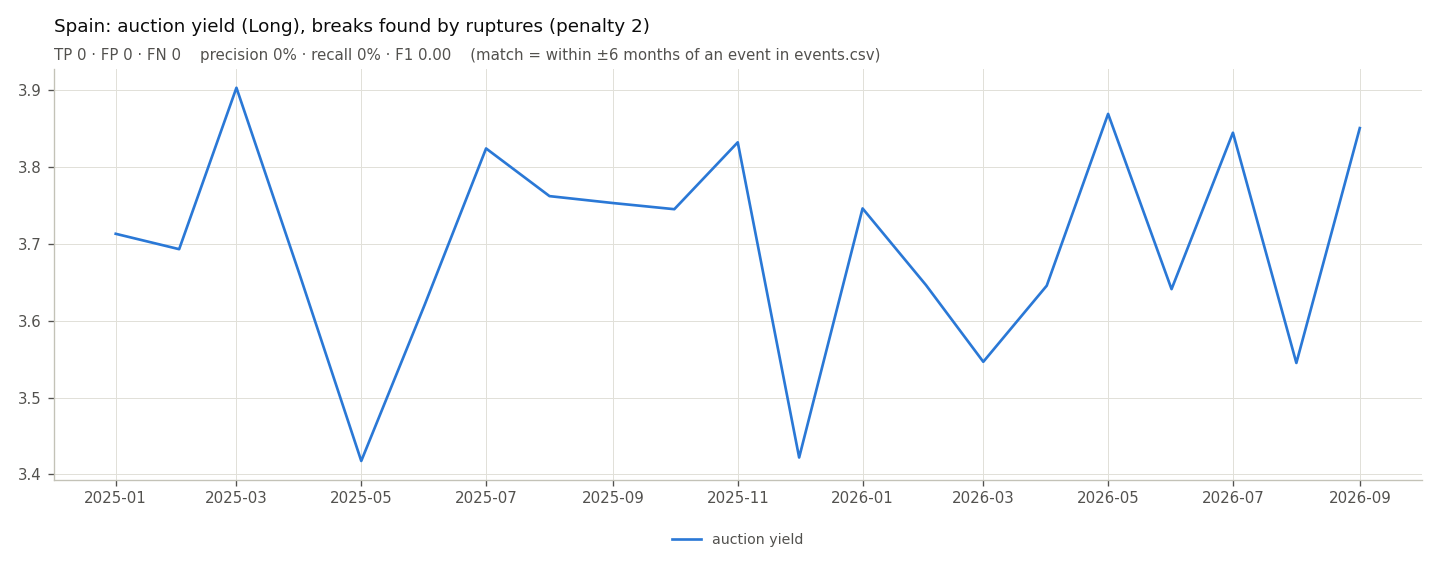 Spain: auction yield (Long), breaks found by ruptures (penalty 2)
TP 0 · FP 0 · FN 0    precision 0% · recall 0% · F1 0.00    (match = within ±6 months of an event in events.csv)
3.9
3.8
3.7
3.6
3.5
3.4
2025-01 2025-03 2025-05 2025-07 2025-09 2025-11 2026-01 2026-03 2026-05 2026-07 2026-09
auction yield